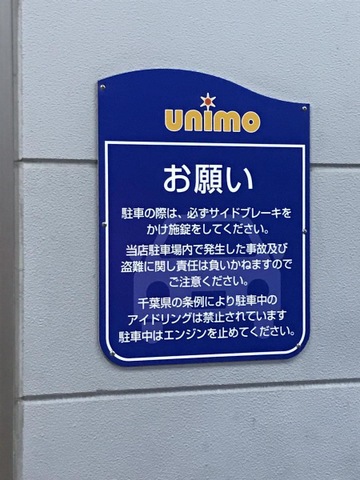 unimo
お願い
駐車の際は、必ずサイドブレーキを
かけ施錠をしてください。
当店駐車場内で発生した事故及び
盗難に関し責任は負いかねますので
ご注意ください。
千葉県の条例により駐車中の
アイドリングは禁止されています
駐車中はエンジンを止めてください。